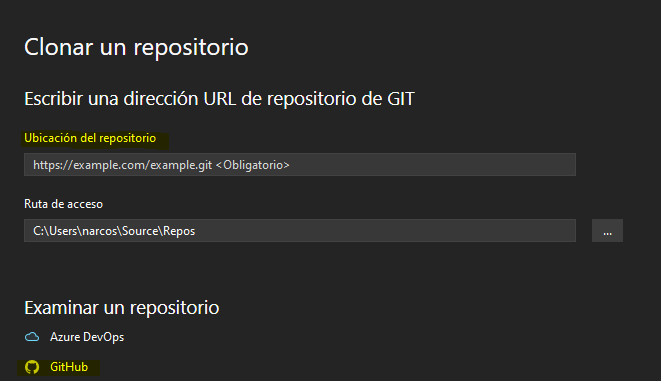 Clonar un repositorio
Escribir una dirección URL de repositorio de GIT
Ubicación del repositorio
https://example.com/example.git <Obligatorio>
Ruta de acceso
C:\Users\narcos\Source\Repos
...
Examinar un repositorio
Azure DevOps
GitHub